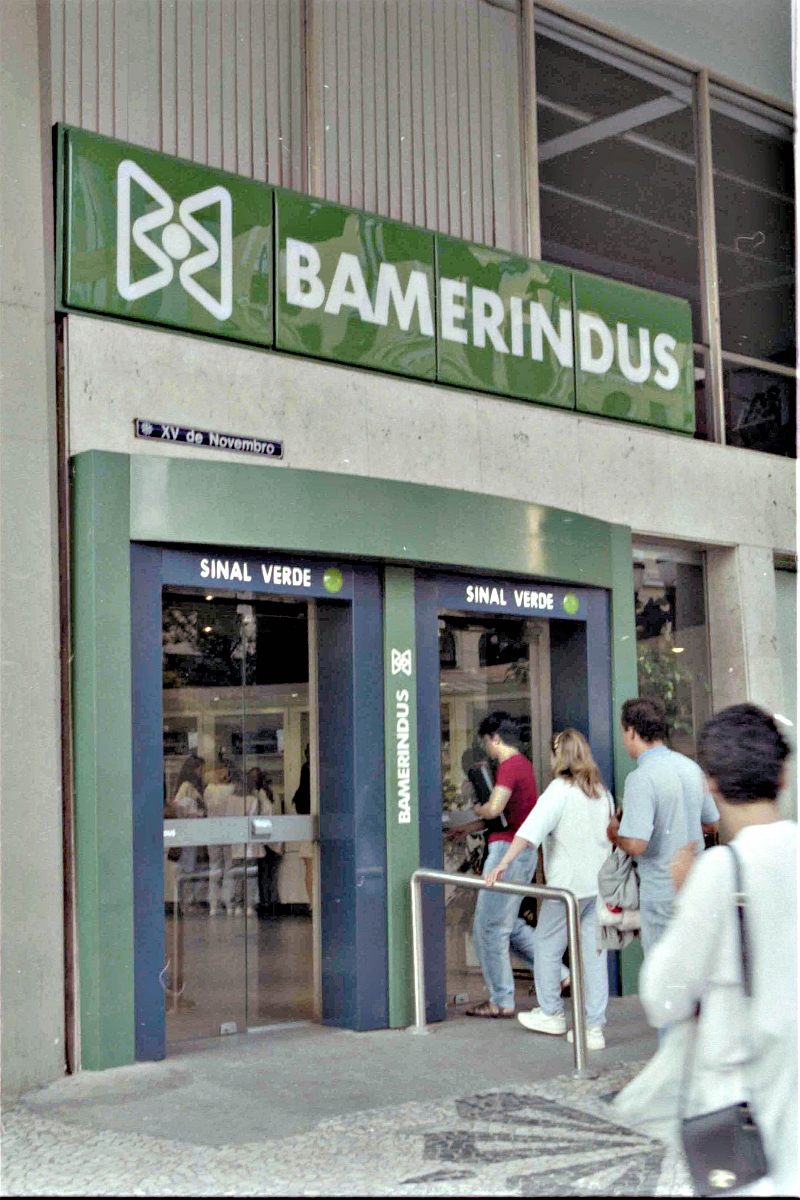 BAMERINDUS
XV de Novembro
SINAL VERDE
SINAL VERDE
BAMERINDUS